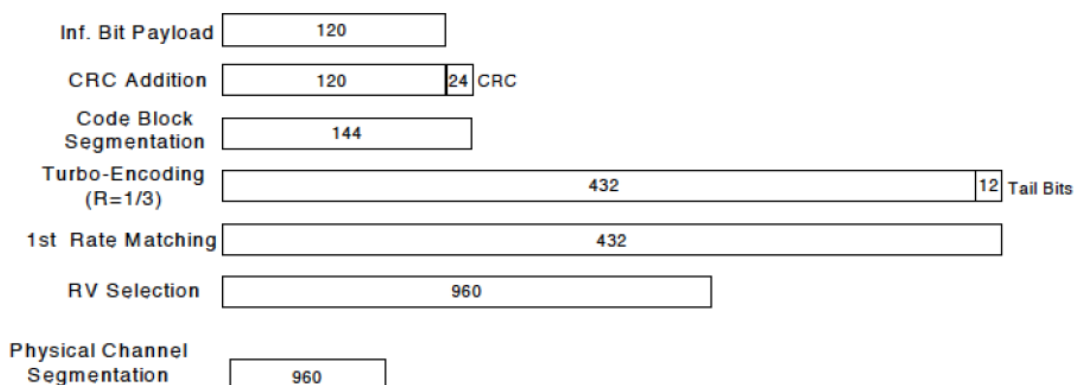 Inf. Bit Payload 120
CRC Addition 120 24 CRC
Code Block
Segmentation 144
Turbo-Encoding
(R=1/3) 432 12 Tail Bits
1st Rate Matching 432
RV Selection 960
Physical Channel
Segmentation 960